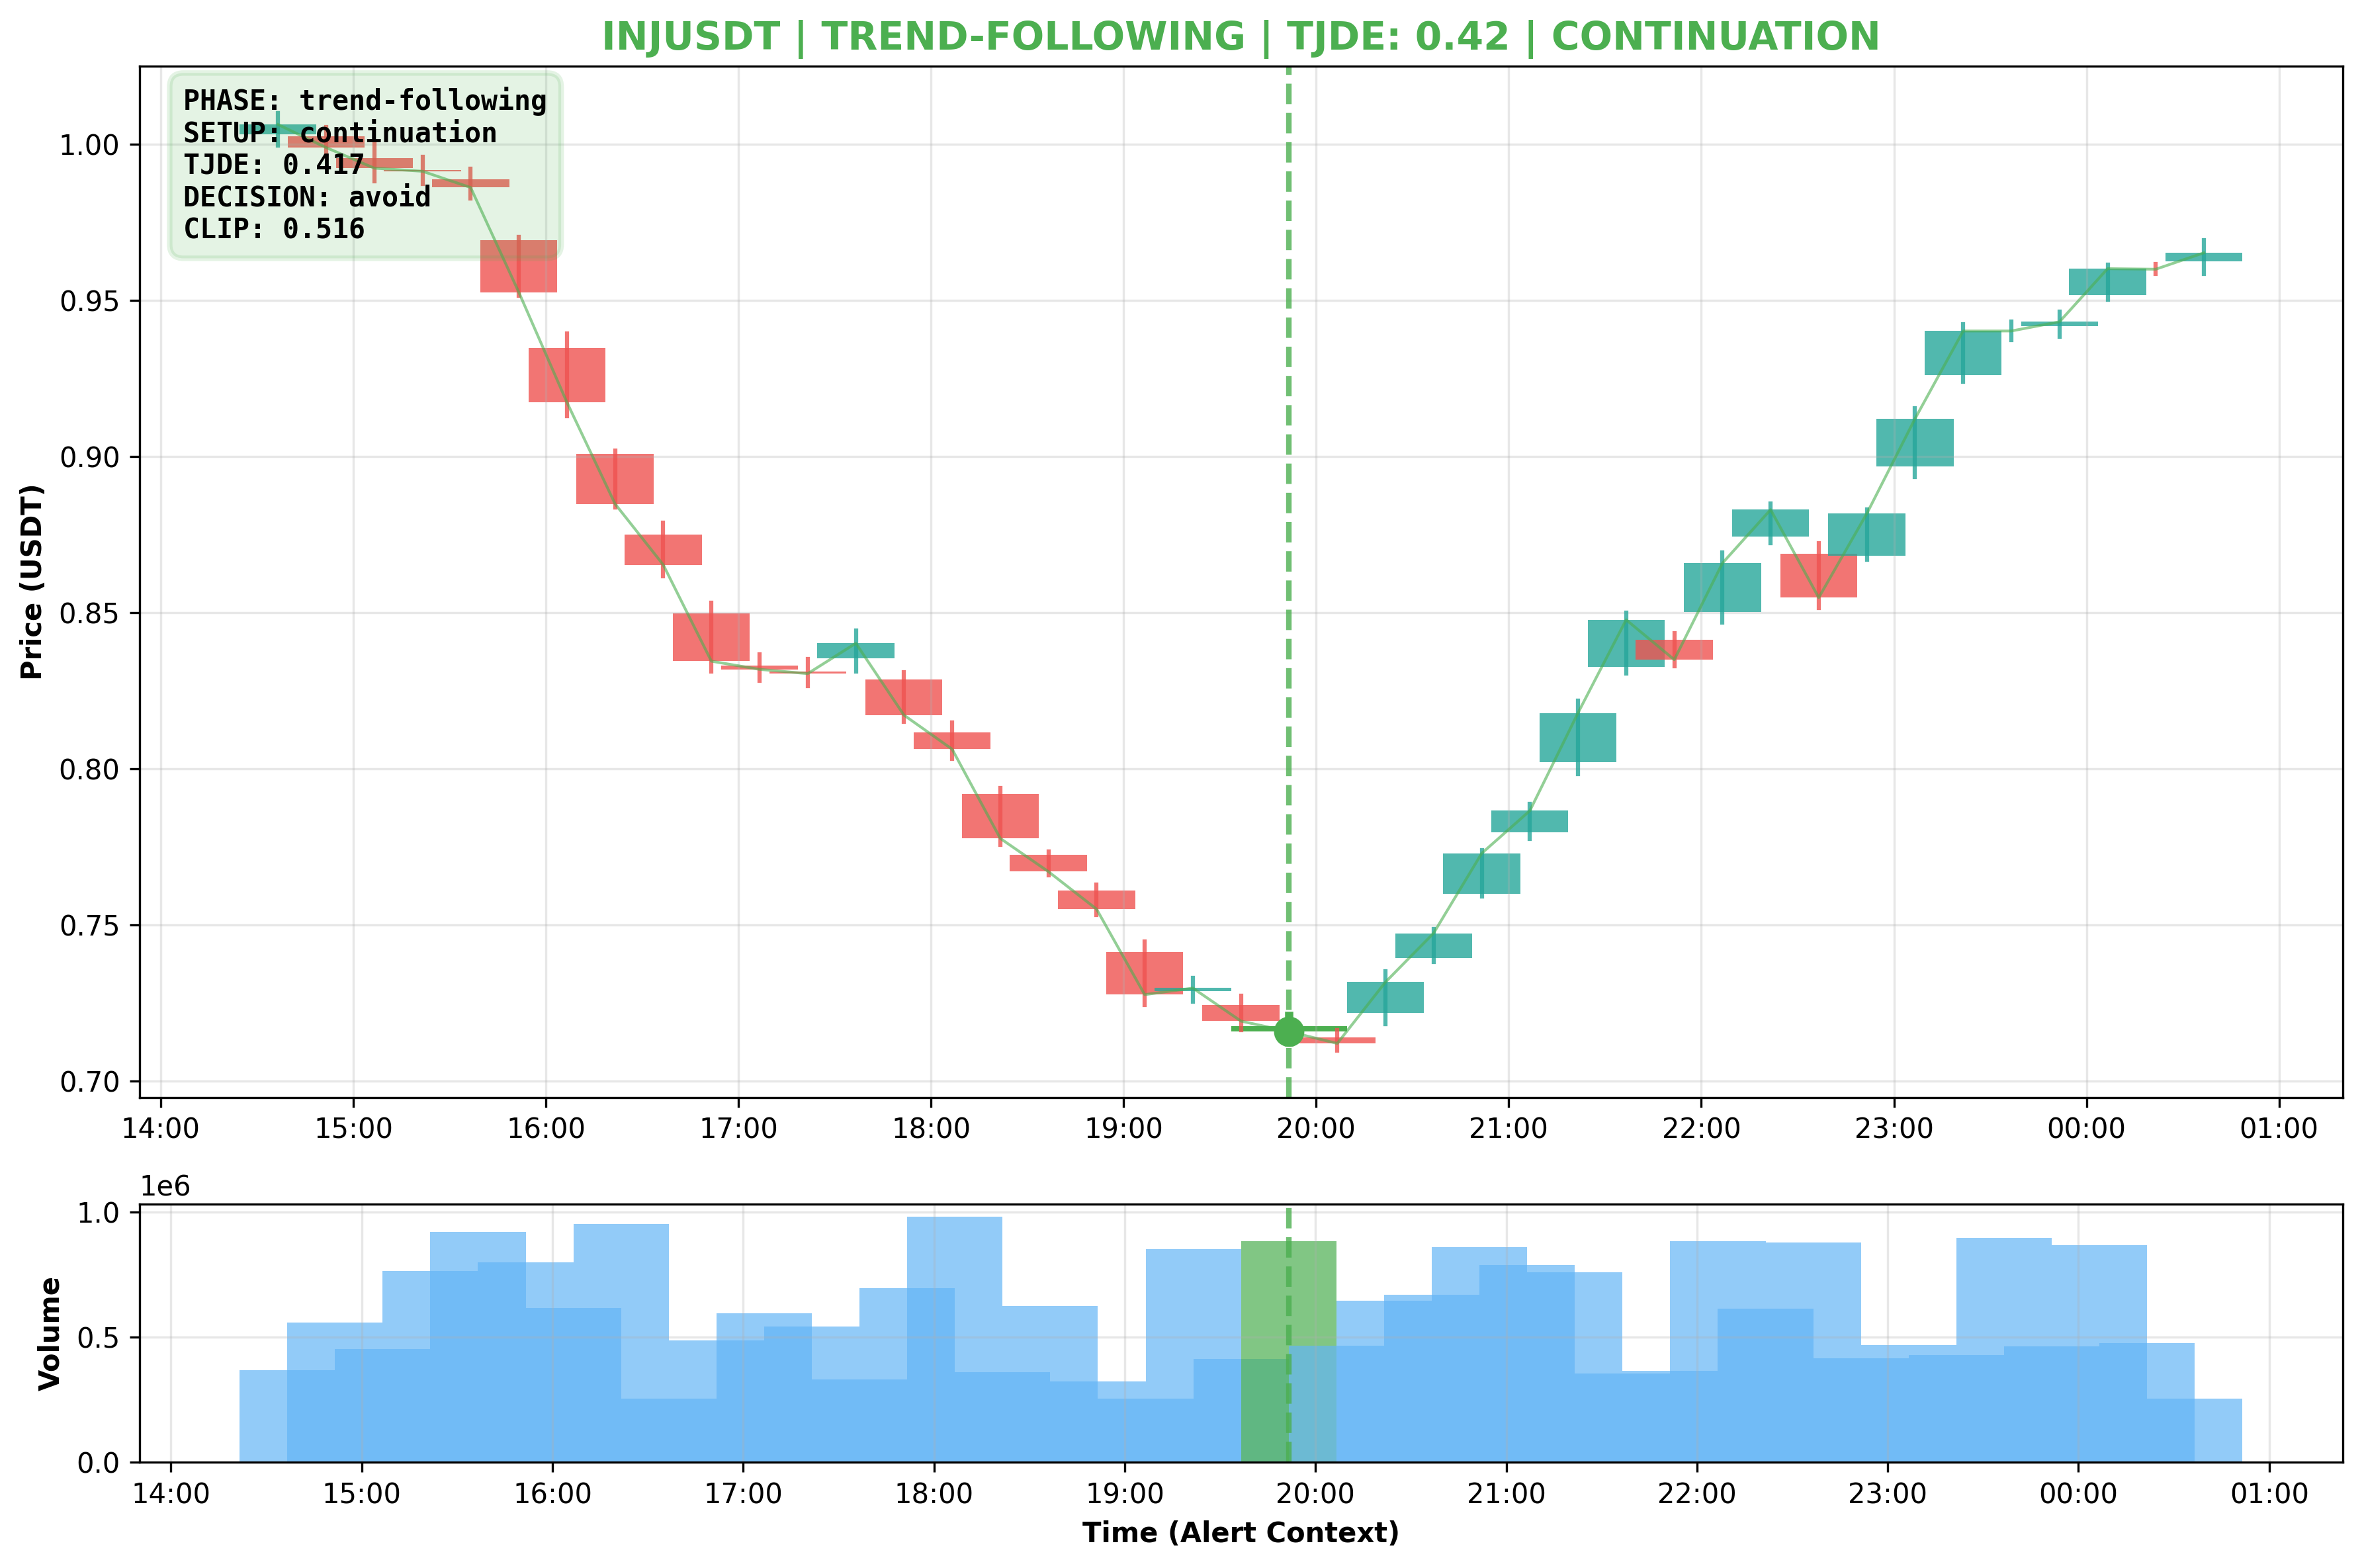 INJUSDT | TREND-FOLLOWING | TJDE: 0.42 | CONTINUATION
PHASE: trend-following
SETUP: continuation
TJDE: 0.417
DECISION: avoid
CLIP: 0.516
Price (USDT)
1.00
0.95
0.90
0.85
0.80
0.75
0.70
14:00 15:00 16:00 17:00 18:00 19:00 20:00 21:00 22:00 23:00 00:00 01:00
1e6
Volume
1.0
0.5
0.0
14:00 15:00 16:00 17:00 18:00 19:00 20:00 21:00 22:00 23:00 00:00 01:00
Time (Alert Context)